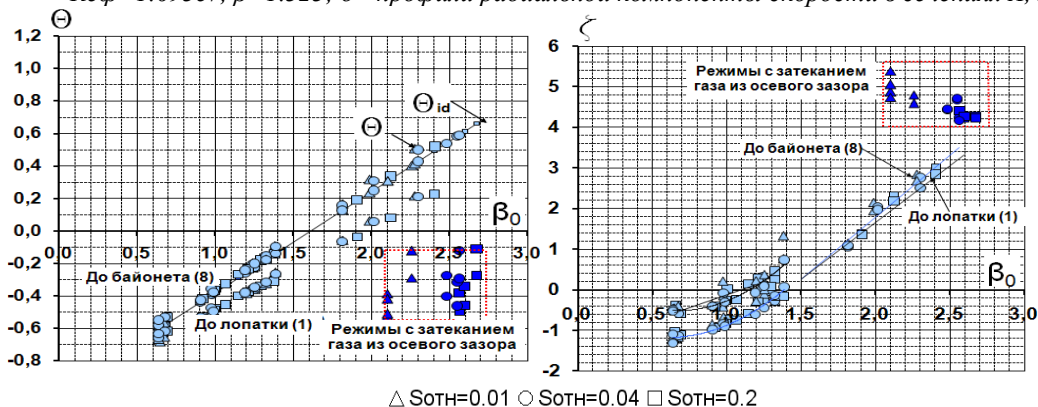 Θ
1,2
1,0
0,8
0,6
0,4
0,2
0,0
-0,2
-0,4
-0,6
-0,8
0,0 0,5 1,0 1,5 2,0 2,5 3,0
β0
Θid
Θ
До байонета (8)
До лопатки (1)
Режимы с затеканием
газа из осевого зазора
ζ
6
5
4
3
2
1
0
-1
-2
0,0 0,5 1,0 1,5 2,0 2,5 3,0
β0
Режимы с затеканием
газа из осевого зазора
До байонета (8)
До лопатки (1)
△ Sотн=0.01 ○ Sотн=0.04 □ Sотн=0.2